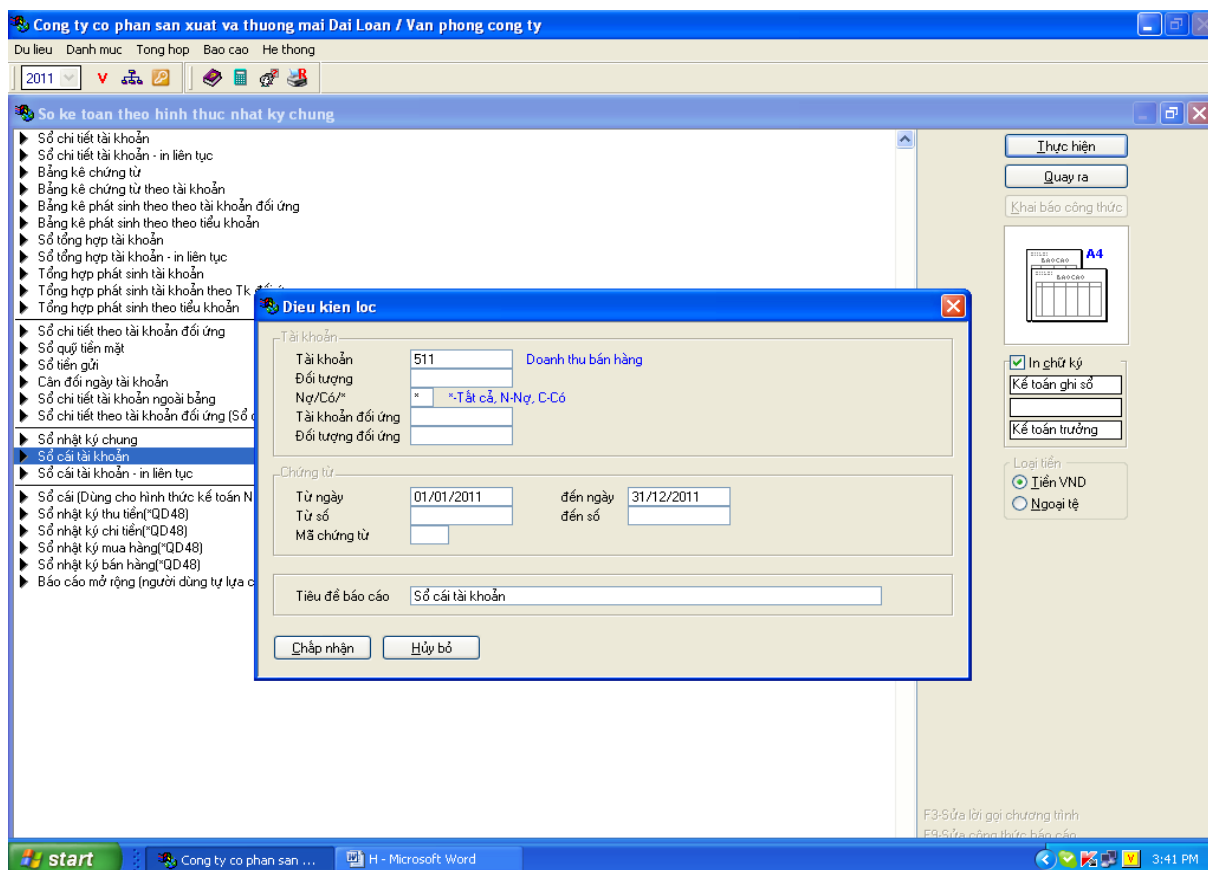 Cong ty co phan san xuat va thuong mai Dai Loan / Van phong cong ty
Du lieu Danh muc Tong hop Bao cao He thong
2011 V
So ke toan theo hinh thuc nhat ky chung
Sổ chi tiết tài khoản
Sổ chi tiết tài khoản - in liên tục
Bảng kê chứng từ
Bảng kê chứng từ theo tài khoản
Bảng kê phát sinh theo theo tài khoản đối ứng
Bảng kê phát sinh theo theo tiểu khoản
Sổ tổng hợp tài khoản
Sổ tổng hợp tài khoản - in liên tục
Tổng hợp phát sinh tài khoản
Tổng hợp phát sinh tài khoản theo Tk đối ứ
Tổng hợp phát sinh theo tiểu khoản
Sổ chi tiết theo tài khoản đối ứng
Sổ quỹ tiền mặt
Sổ tiền gửi
Cân đối ngày tài khoản
Sổ chi tiết tài khoản ngoài bảng
Sổ chi tiết theo tài khoản đối ứng (Sổ
Sổ nhật ký chung
Sổ cái tài khoản
Sổ cái tài khoản - in liên tục
Sổ cái (Dùng cho hình thức kế toán N
Sổ nhật ký thu tiền(*QD48)
Sổ nhật ký chi tiền(*QD48)
Sổ nhật ký mua hàng(*QD48)
Sổ nhật ký bán hàng(*QD48)
Báo cáo mở rộng (người dùng tự lựa c
Thực hiện
Quay ra
Khai báo công thức
A4
BAOCAO
BAOCAO
In chữ ký
Kế toán ghi sổ
Kế toán trưởng
Loại tiền
Tiền VND
Ngoại tệ
Dieu kien loc
Tài khoản
Tài khoản 511 Doanh thu bán hàng
Đối tượng
Nợ/Có/* * *-Tất cả, N-Nợ, C-Có
Tài khoản đối ứng
Đối tượng đối ứng
Chứng từ
Từ ngày 01/01/2011 đến ngày 31/12/2011
Từ số đến số
Mã chứng từ
Tiêu đề báo cáo Sổ cái tài khoản
Chấp nhận Hủy bỏ
F3-Sửa lời gọi chương trình
F9-Sửa công thức báo cáo
start Cong ty co phan san ... H - Microsoft Word V 3:41 PM